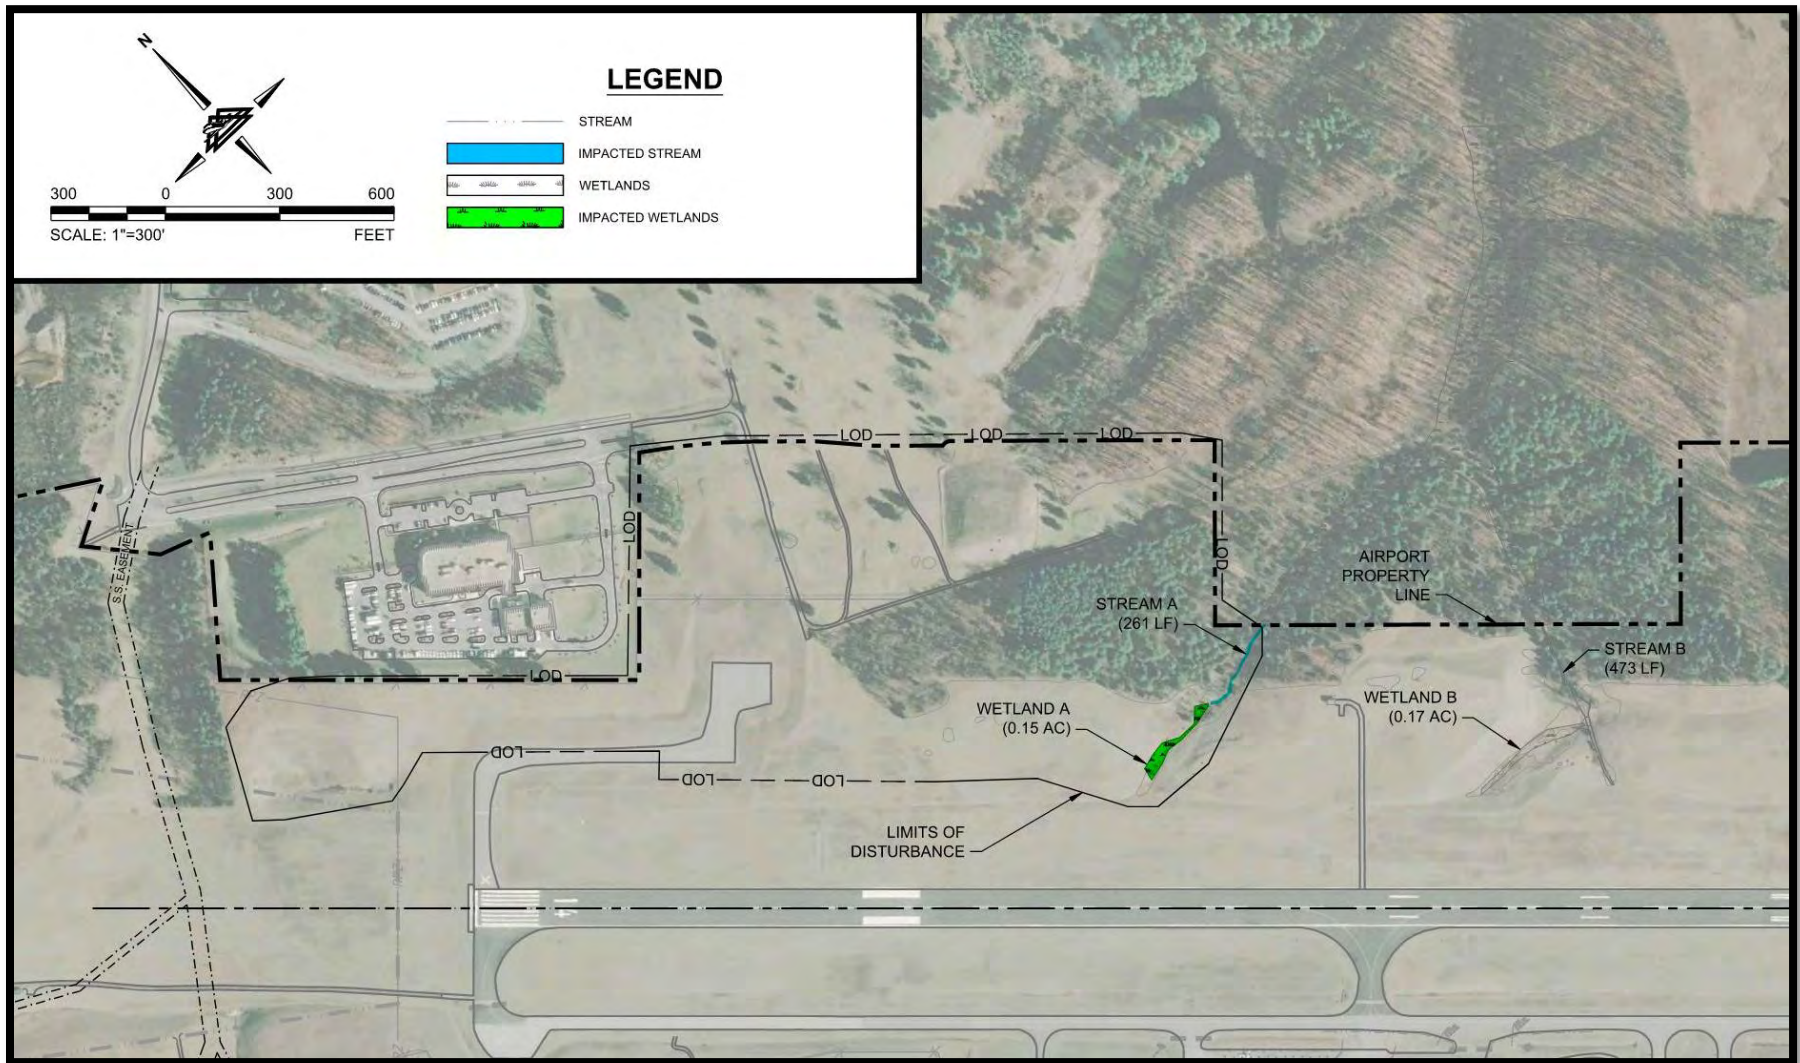 N
LEGEND
STREAM
IMPACTED STREAM
WETLANDS
IMPACTED WETLANDS
300 0 300 600
SCALE: 1"=300' FEET
LOD LOD LOD
LOD
LOD
S.S. EASEMENT
AIRPORT
PROPERTY
LINE
STREAM A
(261 LF)
STREAM B
(473 LF)
LOD
WETLAND A
(0.15 AC)
WETLAND B
(0.17 AC)
LOD
LOD LOD
LIMITS OF
DISTURBANCE